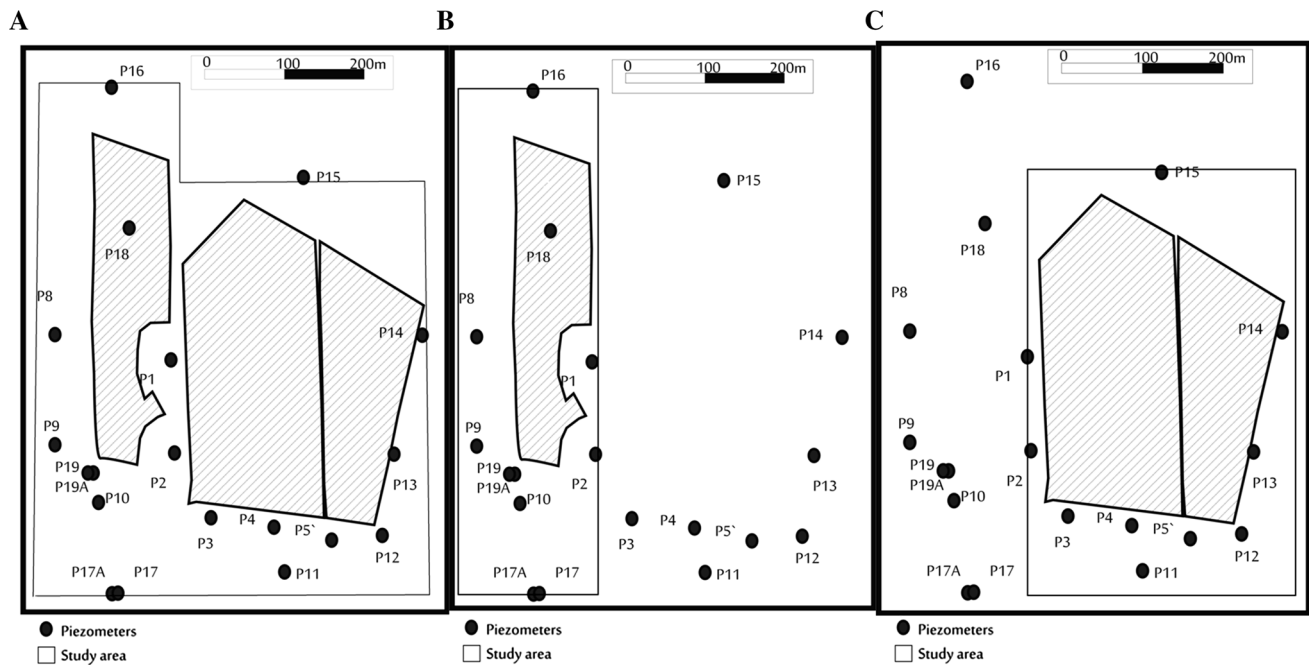 A
0 100 200m
P16
P15
P18
P8
P14
P1
P9
P19
P2
P13
P19A
P10
P4
P5`
P3
P12
P11
P17A P17
Piezometers
Study area
B
0 100 200m
P16
P15
P18
P8
P14
P1
P9
P19
P2
P13
P19A
P10
P4
P5`
P3
P12
P11
P17A P17
Piezometers
Study area
C
0 100 200m
P16
P15
P18
P8
P14
P1
P9
P19
P2
P13
P19A
P10
P4
P5`
P3
P12
P11
P17A P17
Piezometers
Study area